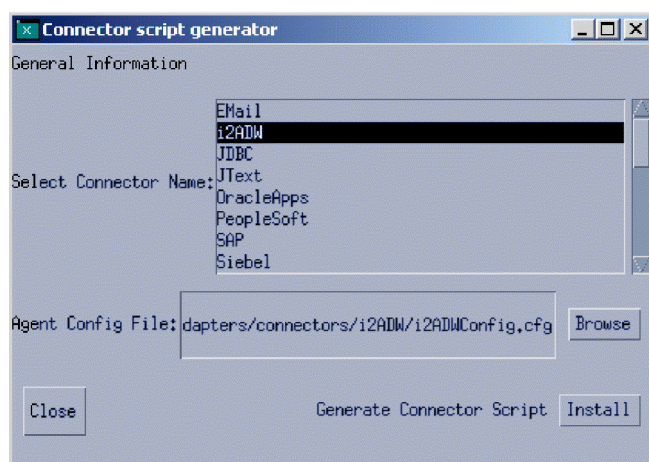 Connector script generator
General Information
Select Connector Name:
EMail
i2ADW
JDBC
JText
OracleApps
PeopleSoft
SAP
Siebel
Agent Config File: dapters/connectors/i2ADW/i2ADWConfig.cfg Browse
Close Generate Connector Script Install